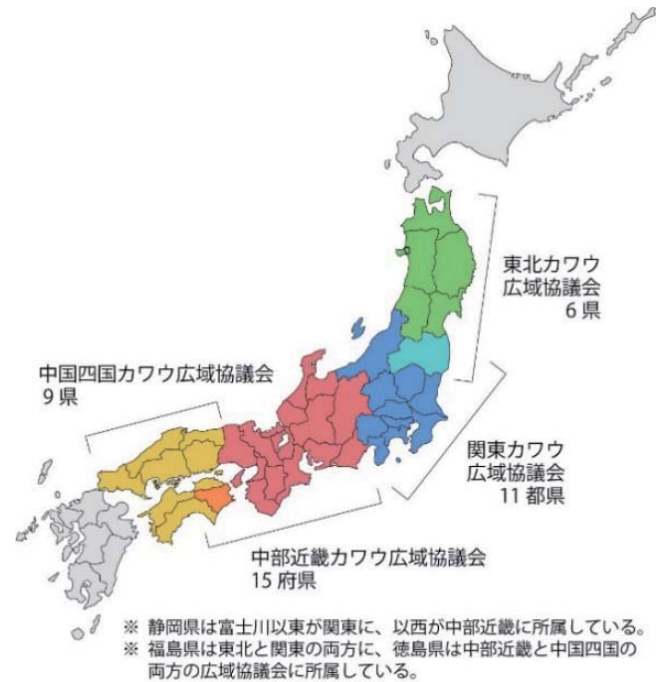 東北カワウ
広域協議会
6県
中国四国カワウ広域協議会
9県
関東カワウ
広域協議会
11都県
中部近畿カワウ広域協議会
15府県
※ 静岡県は富士川以東が関東に、以西が中部近畿に所属している。
※ 福島県は東北と関東の両方に、徳島県は中部近畿と中国四国の
両方の広域協議会に所属している。